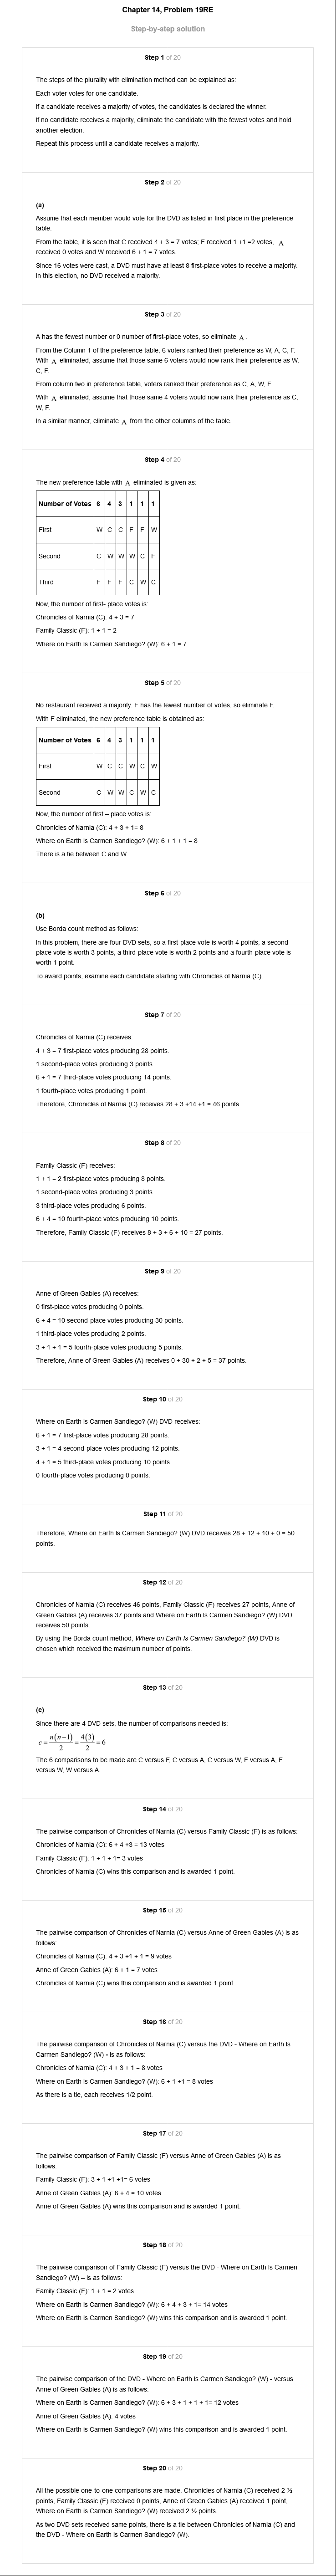 Chapter 14, Problem 19RE
Step-by-step solution
Step 1 of 20
The steps of the plurality with elimination method can be explained as:
Each voter votes for one candidate.
If a candidate receives a majority of votes, the candidates is declared the winner.
If no candidate receives a majority, eliminate the candidate with the fewest votes and hold
another election.
Repeat this process until a candidate receives a majority.
Step 2 of 20
(a)
Assume that each member would vote for the DVD as listed in first place in the preference
table.
From the table, it is seen that C received 4 + 3 = 7 votes; F received 1 +1 =2 votes, A
received 0 votes and W received 6 + 1 = 7 votes.
Since 16 votes were cast, a DVD must have at least 8 first-place votes to receive a majority.
In this election, no DVD received a majority.
Step 3 of 20
A has the fewest number or 0 number of first-place votes, so eliminate A.
From the Column 1 of the preference table, 6 voters ranked their preference as W, A, C, F.
With A eliminated, assume that those same 6 voters would now rank their preference as W,
C, F.
From column two in preference table, voters ranked their preference as C, A, W, F.
With A eliminated, assume that those same 4 voters would now rank their preference as C,
W, F.
In a similar manner, eliminate A from the other columns of the table.
Step 4 of 20
The new preference table with A eliminated is given as:
Number of Votes 6 4 3 1 1 1
First W C C F F W
Second C W W W C F
Third F F F C W C
Now, the number of first- place votes is:
Chronicles of Narnia (C): 4 + 3 = 7
Family Classic (F): 1 + 1 = 2
Where on Earth Is Carmen Sandiego? (W): 6 + 1 = 7
Step 5 of 20
No restaurant received a majority. F has the fewest number of votes, so eliminate F.
With F eliminated, the new preference table is obtained as:
Number of Votes 6 4 3 1 1 1
First W C C W C W
Second C W W C W C
Now, the number of first – place votes is:
Chronicles of Narnia (C): 4 + 3 + 1= 8
Where on Earth is Carmen Sandiego? (W): 6 + 1 + 1 = 8
There is a tie between C and W.
Step 6 of 20
(b)
Use Borda count method as follows:
In this problem, there are four DVD sets, so a first-place vote is worth 4 points, a second-
place vote is worth 3 points, a third-place vote is worth 2 points and a fourth-place vote is
worth 1 point.
To award points, examine each candidate starting with Chronicles of Narnia (C).
Step 7 of 20
Chronicles of Narnia (C) receives:
4 + 3 = 7 first-place votes producing 28 points.
1 second-place votes producing 3 points.
6 + 1 = 7 third-place votes producing 14 points.
1 fourth-place votes producing 1 point.
Therefore, Chronicles of Narnia (C) receives 28 + 3 +14 +1 = 46 points.
Step 8 of 20
Family Classic (F) receives:
1 + 1 = 2 first-place votes producing 8 points.
1 second-place votes producing 3 points.
3 third-place votes producing 6 points.
6 + 4 = 10 fourth-place votes producing 10 points.
Therefore, Family Classic (F) receives 8 + 3 + 6 + 10 = 27 points.
Step 9 of 20
Anne of Green Gables (A) receives:
0 first-place votes producing 0 points.
6 + 4 = 10 second-place votes producing 30 points.
1 third-place votes producing 2 points.
3 + 1 + 1 = 5 fourth-place votes producing 5 points.
Therefore, Anne of Green Gables (A) receives 0 + 30 + 2 + 5 = 37 points.
Step 10 of 20
Where on Earth Is Carmen Sandiego? (W) DVD receives:
6 + 1 = 7 first-place votes producing 28 points.
3 + 1 = 4 second-place votes producing 12 points.
4 + 1 = 5 third-place votes producing 10 points.
0 fourth-place votes producing 0 points.
Step 11 of 20
Therefore, Where on Earth Is Carmen Sandiego? (W) DVD receives 28 + 12 + 10 + 0 = 50
points.
Step 12 of 20
Chronicles of Narnia (C) receives 46 points, Family Classic (F) receives 27 points, Anne of
Green Gables (A) receives 37 points and Where on Earth Is Carmen Sandiego? (W) DVD
receives 50 points.
By using the Borda count method, Where on Earth Is Carmen Sandiego? (W) DVD is
chosen which received the maximum number of points.
Step 13 of 20
(c)
Since there are 4 DVD sets, the number of comparisons needed is:
c = n(n−1)/2 = 4(3)/2 = 6
The 6 comparisons to be made are C versus F, C versus A, C versus W, F versus A, F
versus W, W versus A.
Step 14 of 20
The pairwise comparison of Chronicles of Narnia (C) versus Family Classic (F) is as follows:
Chronicles of Narnia (C): 6 + 4 +3 = 13 votes
Family Classic (F): 1 + 1 + 1= 3 votes
Chronicles of Narnia (C) wins this comparison and is awarded 1 point.
Step 15 of 20
The pairwise comparison of Chronicles of Narnia (C) versus Anne of Green Gables (A) is as
follows:
Chronicles of Narnia (C): 4 + 3 +1 + 1 = 9 votes
Anne of Green Gables (A): 6 + 1 = 7 votes
Chronicles of Narnia (C) wins this comparison and is awarded 1 point.
Step 16 of 20
The pairwise comparison of Chronicles of Narnia (C) versus the DVD - Where on Earth Is
Carmen Sandiego? (W) - is as follows:
Chronicles of Narnia (C): 4 + 3 + 1 = 8 votes
Where on Earth Is Carmen Sandiego? (W): 6 + 1 +1 = 8 votes
As there is a tie, each receives 1/2 point.
Step 17 of 20
The pairwise comparison of Family Classic (F) versus Anne of Green Gables (A) is as
follows:
Family Classic (F): 3 + 1 +1 +1= 6 votes
Anne of Green Gables (A): 6 + 4 = 10 votes
Anne of Green Gables (A) wins this comparison and is awarded 1 point.
Step 18 of 20
The pairwise comparison of Family Classic (F) versus the DVD - Where on Earth Is Carmen
Sandiego? (W) – is as follows:
Family Classic (F): 1 + 1 = 2 votes
Where on Earth is Carmen Sandiego? (W): 6 + 4 + 3 + 1= 14 votes
Where on Earth is Carmen Sandiego? (W) wins this comparison and is awarded 1 point.
Step 19 of 20
The pairwise comparison of the DVD - Where on Earth Is Carmen Sandiego? (W) - versus
Anne of Green Gables (A) is as follows:
Where on Earth is Carmen Sandiego? (W): 6 + 3 + 1 + 1 + 1= 12 votes
Anne of Green Gables (A): 4 votes
Where on Earth is Carmen Sandiego? (W) wins this comparison and is awarded 1 point.
Step 20 of 20
All the possible one-to-one comparisons are made. Chronicles of Narnia (C) received 2 ½
points, Family Classic (F) received 0 points, Anne of Green Gables (A) received 1 point,
Where on Earth is Carmen Sandiego? (W) received 2 ½ points.
As two DVD sets received same points, there is a tie between Chronicles of Narnia (C) and
the DVD - Where on Earth is Carmen Sandiego? (W).